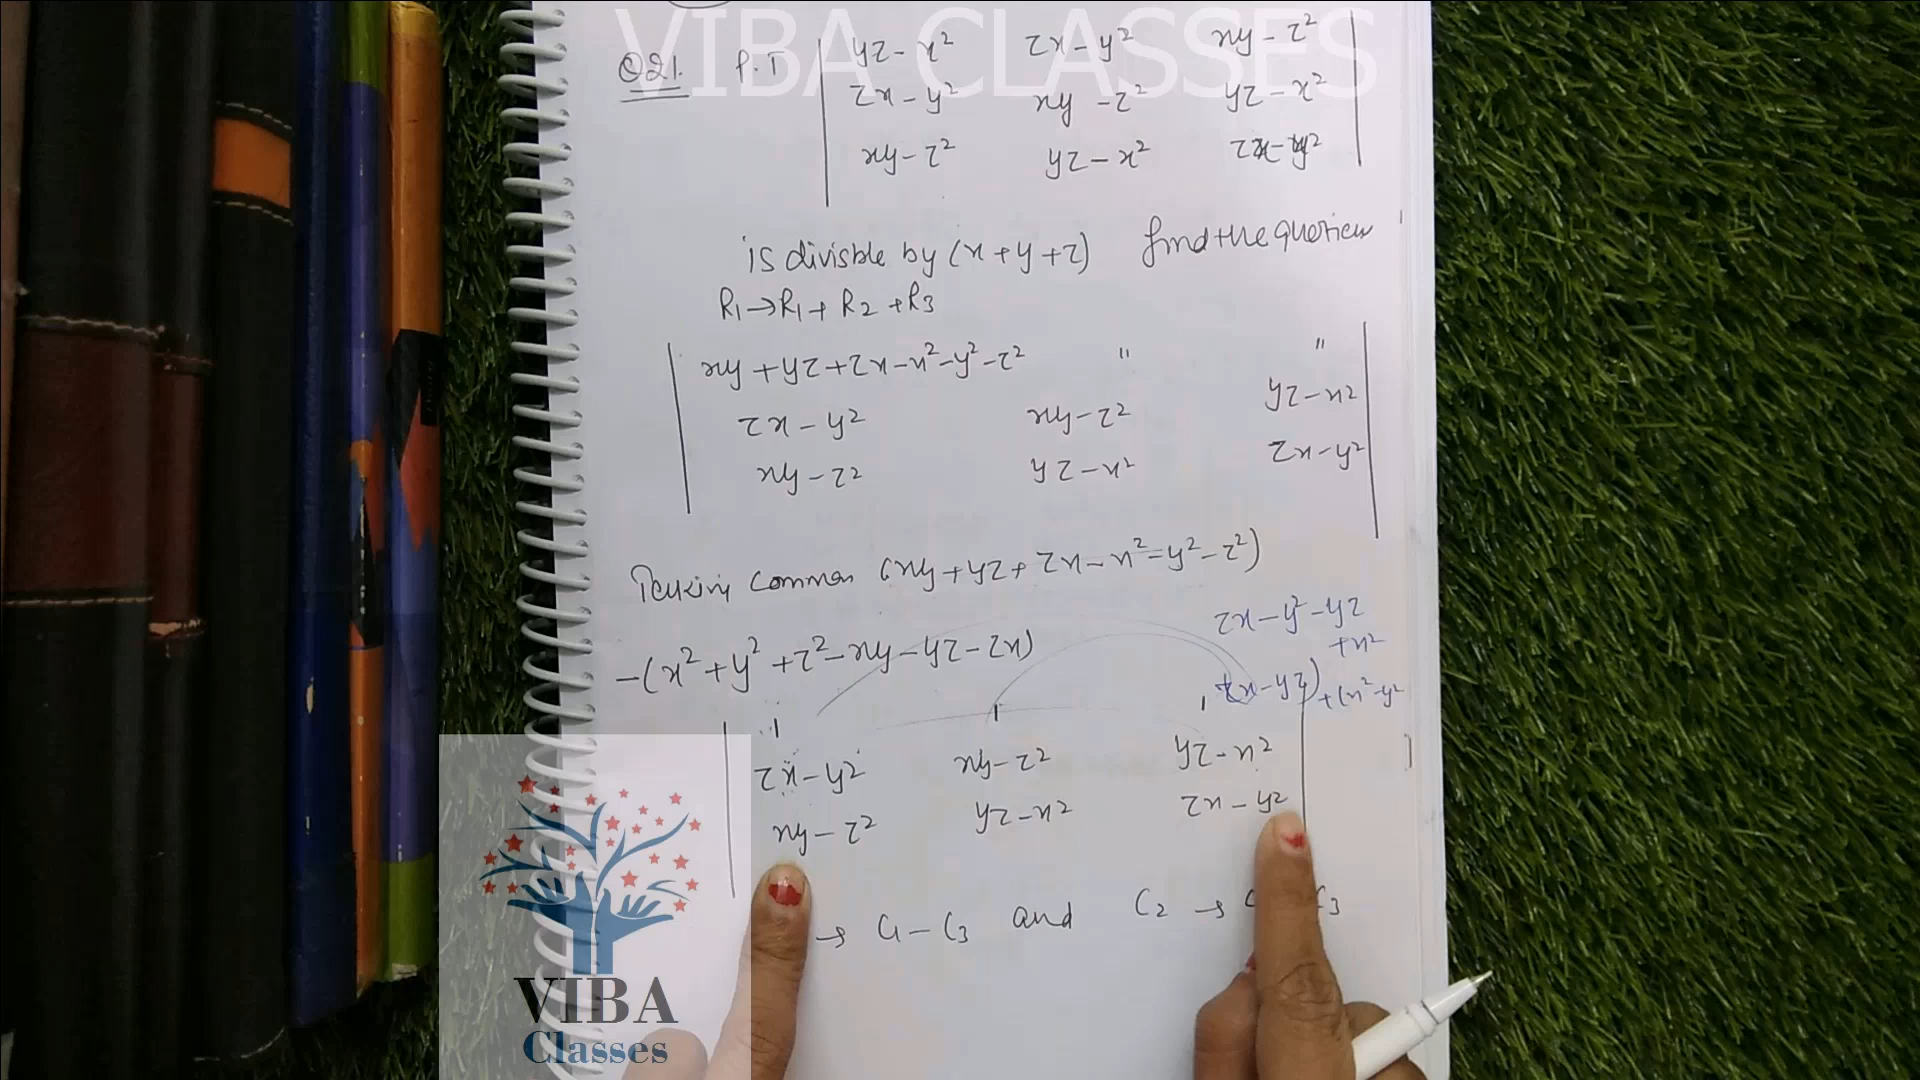 VIBA CLASSES
Q21. P.T | yz - x² zx - y² xy - z² |
| zx - y² xy - z² yz - x² |
| xy - z² yz - x² zx - y² |
is divisble by (x + y + z) find the
R1 → R1 + R2 + R3
| xy + yz + zx - x² - y² - z² " " |
| zx - y² xy - z² yz - x² |
| xy - z² yz - x² zx - y² |
Taking common (xy + yz + zx - x² - y² - z²)
zx - y² - yz
+ x²
- (x² + y² + z² - xy - yz - zx)
(zx - yz) + (x² - y²
| 1 1 1 |
| zx - y² xy - z² yz - x² |
| xy - z² yz - x² zx - y² |
→ C1 - C3 and C2 → C3
VIBA
Classes